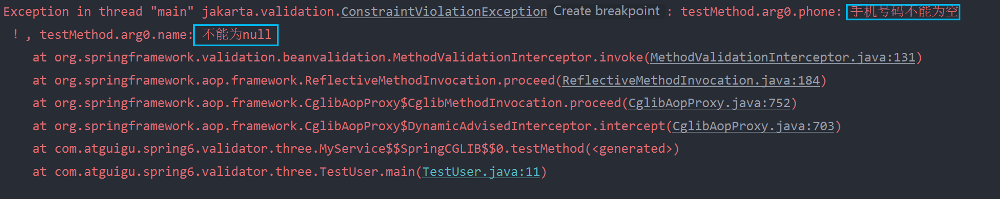 Exception in thread "main" jakarta.validation.ConstraintViolationException Create breakpoint : testMethod.arg0.phone: 手机号码不能为空
！, testMethod.arg0.name: 不能为null
at org.springframework.validation.beanvalidation.MethodValidationInterceptor.invoke(MethodValidationInterceptor.java:131)
at org.springframework.aop.framework.ReflectiveMethodInvocation.proceed(ReflectiveMethodInvocation.java:184)
at org.springframework.aop.framework.CglibAopProxy$CglibMethodInvocation.proceed(CglibAopProxy.java:752)
at org.springframework.aop.framework.CglibAopProxy$DynamicAdvisedInterceptor.intercept(CglibAopProxy.java:703)
at com.atguigu.spring6.validator.three.MyService$$SpringCGLIB$$0.testMethod(<generated>)
at com.atguigu.spring6.validator.three.TestUser.main(TestUser.java:11)